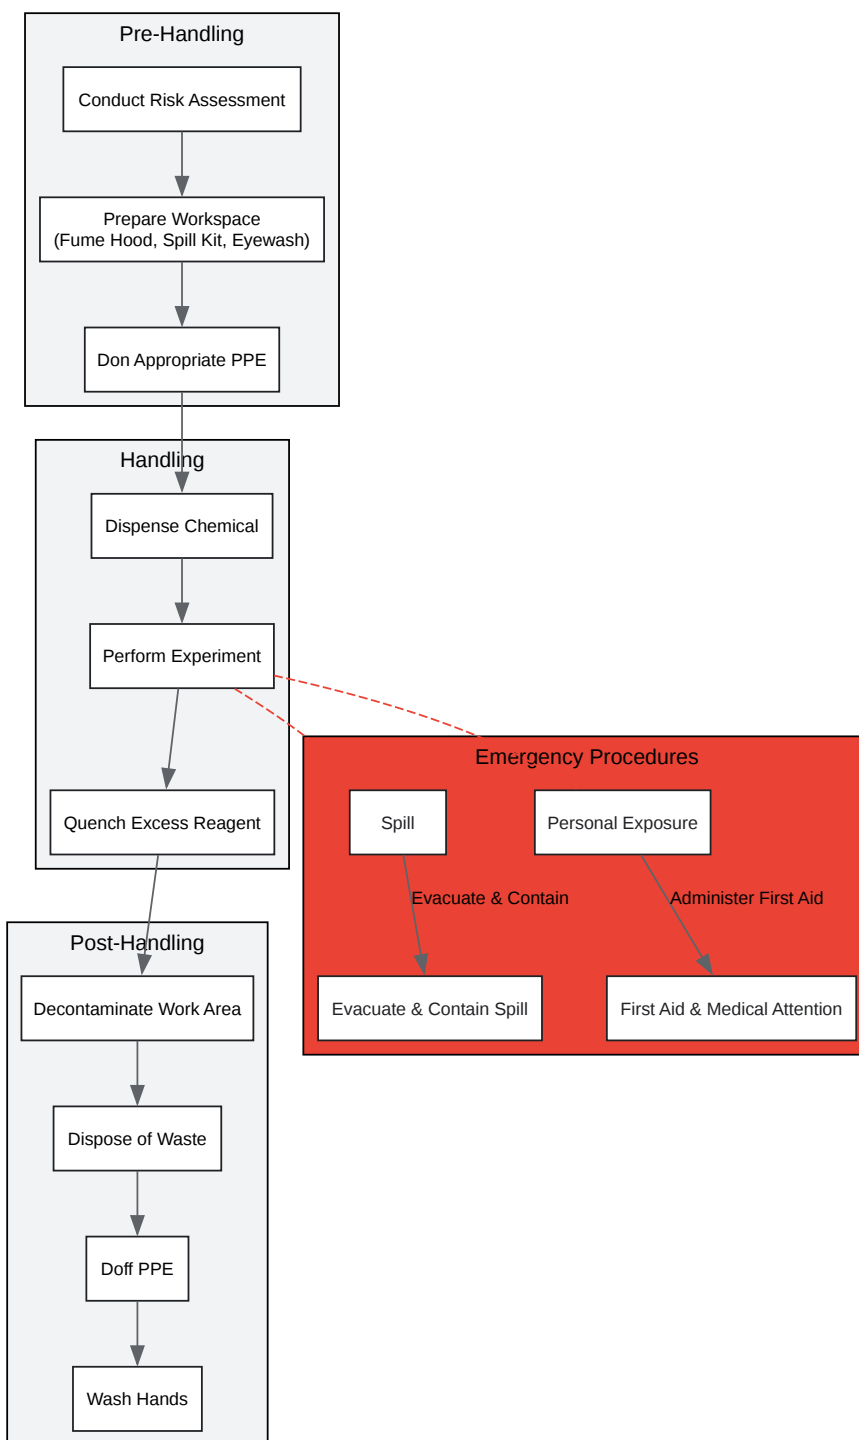 Pre-Handling
Conduct Risk Assessment
Prepare Workspace
(Fume Hood, Spill Kit, Eyewash)
Don Appropriate PPE
Handling
Dispense Chemical
Perform Experiment
Quench Excess Reagent
Emergency Procedures
Spill
Personal Exposure
Evacuate & Contain
Administer First Aid
Evacuate & Contain Spill
First Aid & Medical Attention
Post-Handling
Decontaminate Work Area
Dispose of Waste
Doff PPE
Wash Hands